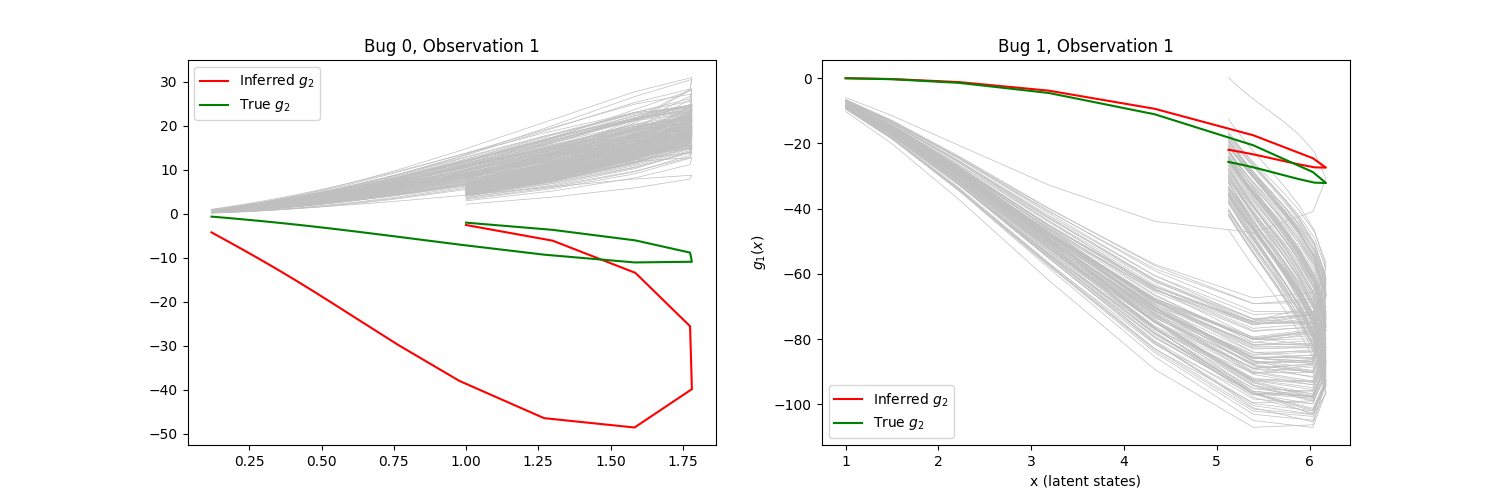 Bug 0, Observation 1
Inferred g₂
True g₂
30
20
10
0
−10
−20
−30
−40
−50
0.25 0.50 0.75 1.00 1.25 1.50 1.75
Bug 1, Observation 1
g₁(x)
0
−20
−40
−60
−80
−100
Inferred g₂
True g₂
1 2 3 4 5 6
x (latent states)